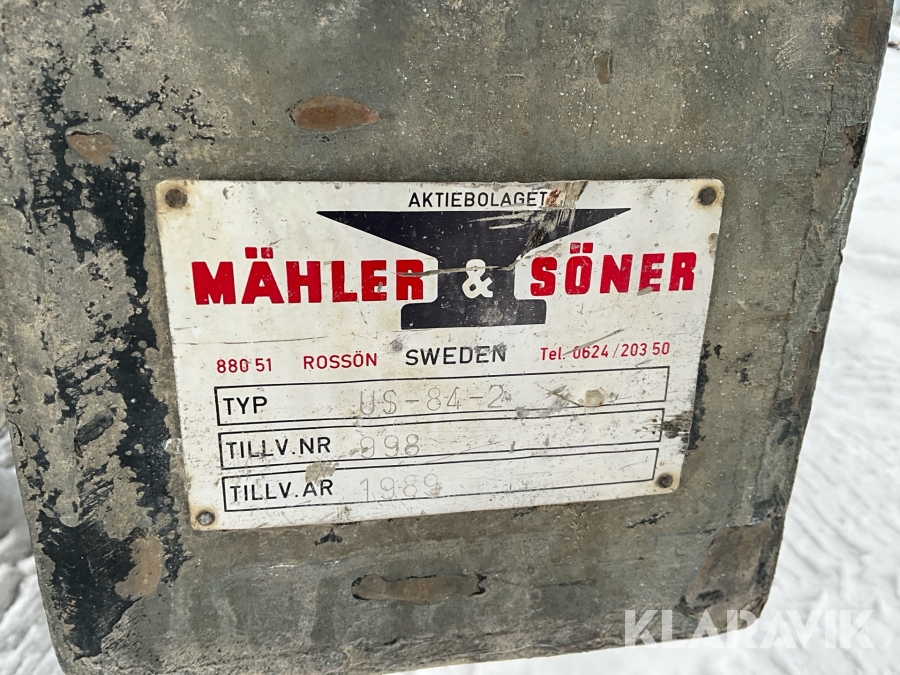 AKTIEBOLAGET
MÄHLER & SÖNER
880 51 ROSSÖN SWEDEN Tel. 0624/203 50
TYP US-84-2
TILLV.NR 998
TILLV.AR 1989
KLARAVIK